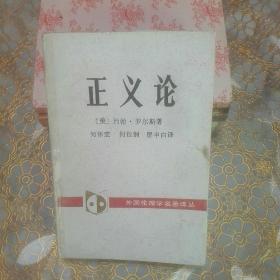 正义论
〔美〕约翰·罗尔斯著
何怀宏 何包钢 廖申白译
外国伦理学名著译丛